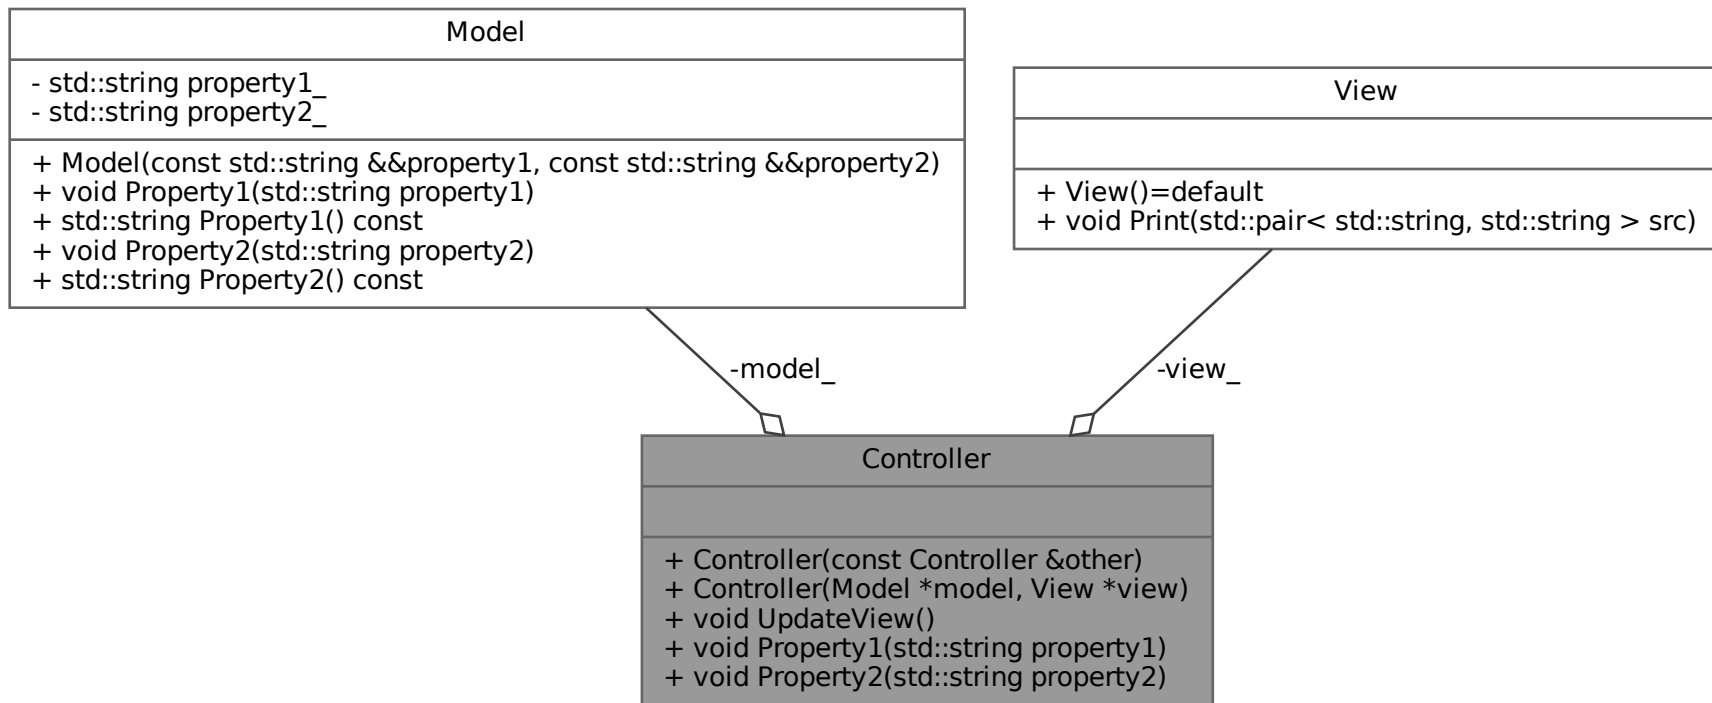 Model
- std::string property1_
- std::string property2_
+ Model(const std::string &&property1, const std::string &&property2)
+ void Property1(std::string property1)
+ std::string Property1() const
+ void Property2(std::string property2)
+ std::string Property2() const
View
+ View()=default
+ void Print(std::pair< std::string, std::string > src)
-model_
-view_
Controller
+ Controller(const Controller &other)
+ Controller(Model *model, View *view)
+ void UpdateView()
+ void Property1(std::string property1)
+ void Property2(std::string property2)